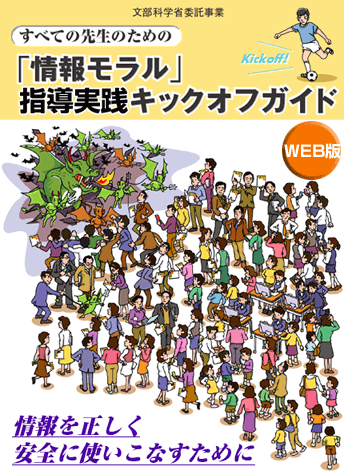 文部科学省委託事業
すべての先生のための
「情報モラル」
Kickoff!
指導実践キックオフガイド
WEB版
情報を正しく
安全に使いこなすために